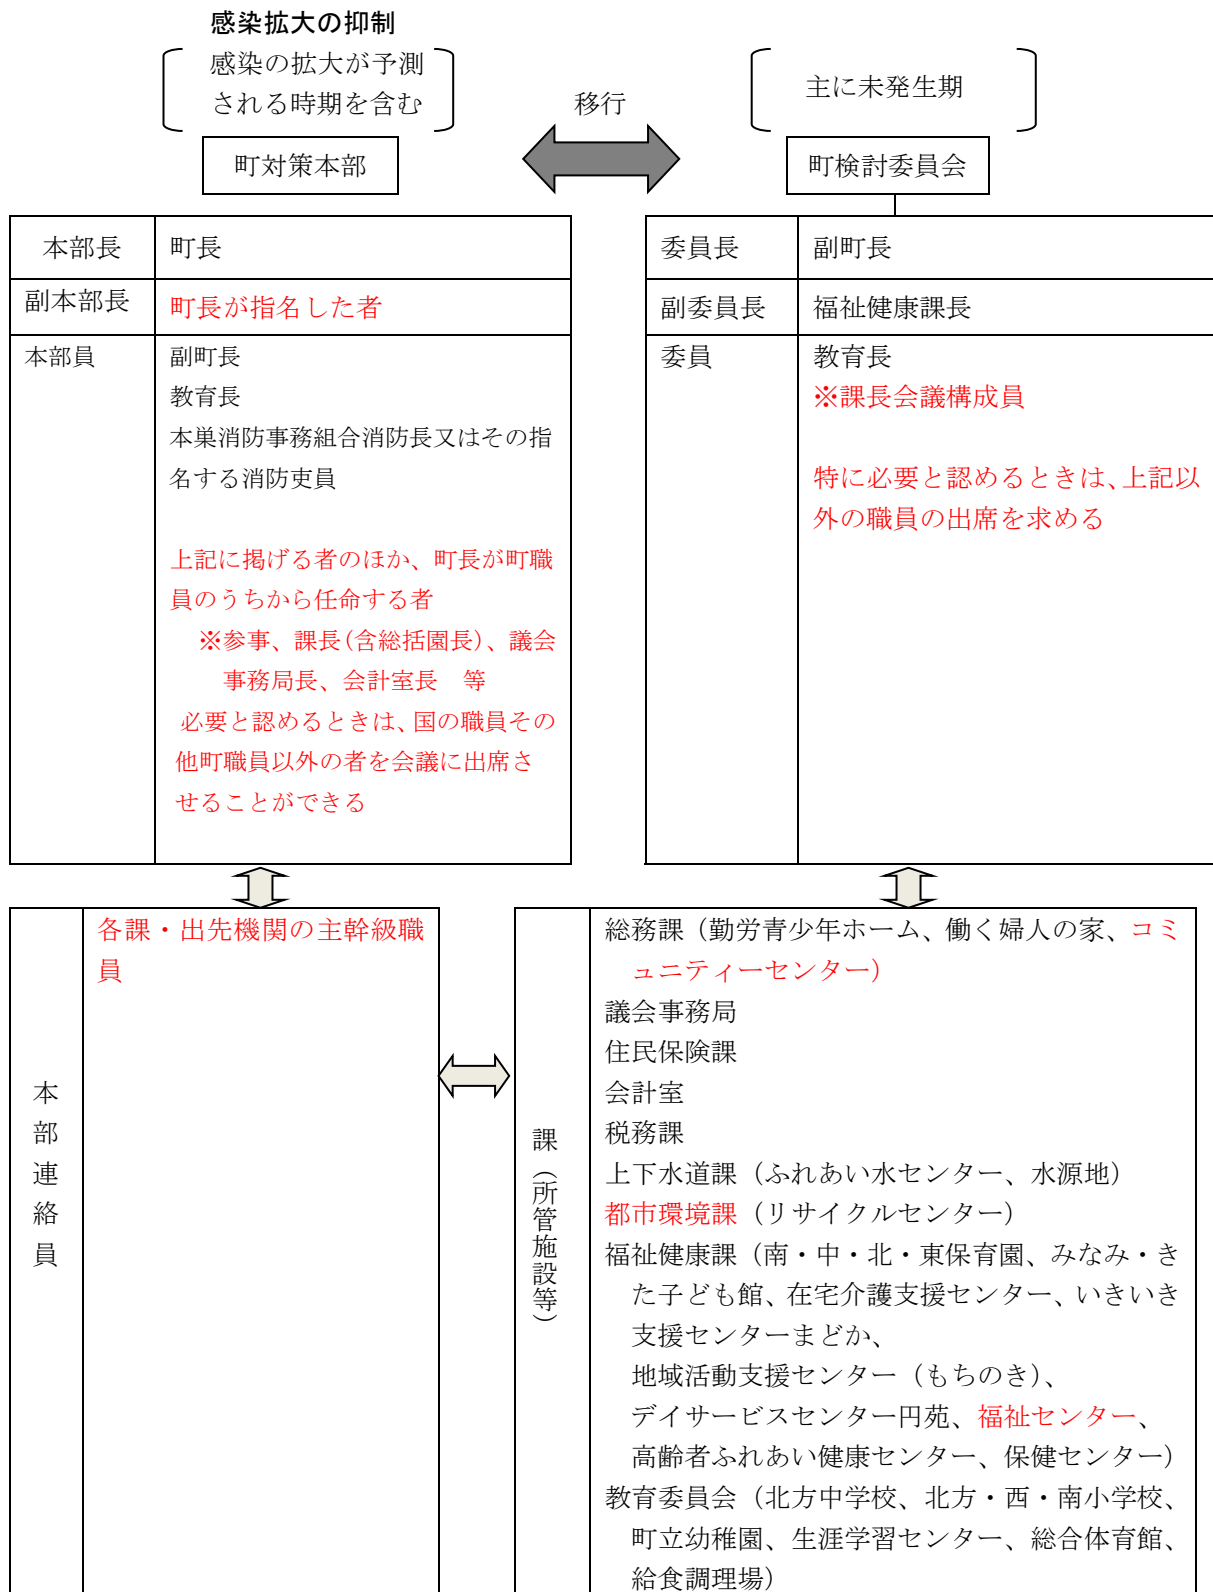 感染拡大の抑制
感染の拡大が予測
される時期を含む
移行
主に未発生期
町対策本部
町検討委員会
本部長 町長
副本部長 町長が指名した者
本部員 副町長
教育長
本巣消防事務組合消防長又はその指
名する消防吏員
上記に掲げる者のほか、町長が町職
員のうちから任命する者
※参事、課長(含総括園長)、議会
事務局長、会計室長　等
必要と認めるときは、国の職員その
他町職員以外の者を会議に出席さ
せることができる
委員長 副町長
副委員長 福祉健康課長
委員 教育長
※課長会議構成員
特に必要と認めるときは、上記以
外の職員の出席を求める
本部連絡員
各課・出先機関の主幹級職
員
課（所管施設等）
総務課（勤労青少年ホーム、働く婦人の家、コミ
ュニティーセンター）
議会事務局
住民保険課
会計室
税務課
上下水道課（ふれあい水センター、水源地）
都市環境課（リサイクルセンター）
福祉健康課（南・中・北・東保育園、みなみ・き
た子ども館、在宅介護支援センター、いきいき
支援センターまどか、
地域活動支援センター（もちのき）、
デイサービスセンター円苑、福祉センター、
高齢者ふれあい健康センター、保健センター）
教育委員会（北方中学校、北方・西・南小学校、
町立幼稚園、生涯学習センター、総合体育館、
給食調理場）